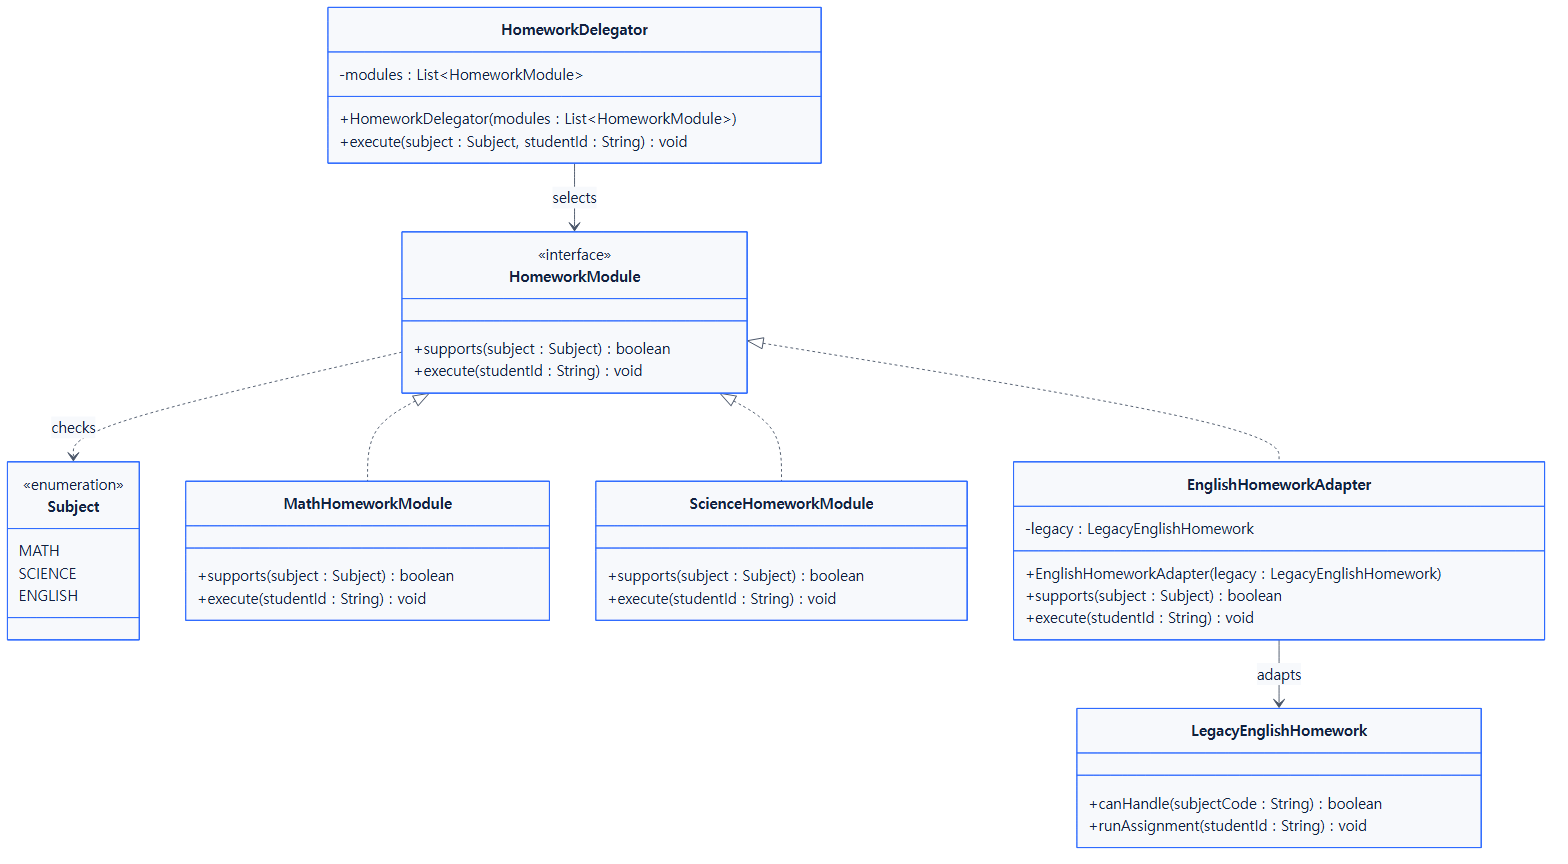 HomeworkDelegator
-modules : List<HomeworkModule>
+HomeworkDelegator(modules : List<HomeworkModule>)
+execute(subject : Subject, studentId : String) : void
selects
«interface»
HomeworkModule
+supports(subject : Subject) : boolean
+execute(studentId : String) : void
checks
«enumeration»
Subject
MATH
SCIENCE
ENGLISH
MathHomeworkModule
+supports(subject : Subject) : boolean
+execute(studentId : String) : void
ScienceHomeworkModule
+supports(subject : Subject) : boolean
+execute(studentId : String) : void
EnglishHomeworkAdapter
-legacy : LegacyEnglishHomework
+EnglishHomeworkAdapter(legacy : LegacyEnglishHomework)
+supports(subject : Subject) : boolean
+execute(studentId : String) : void
adapts
LegacyEnglishHomework
+canHandle(subjectCode : String) : boolean
+runAssignment(studentId : String) : void